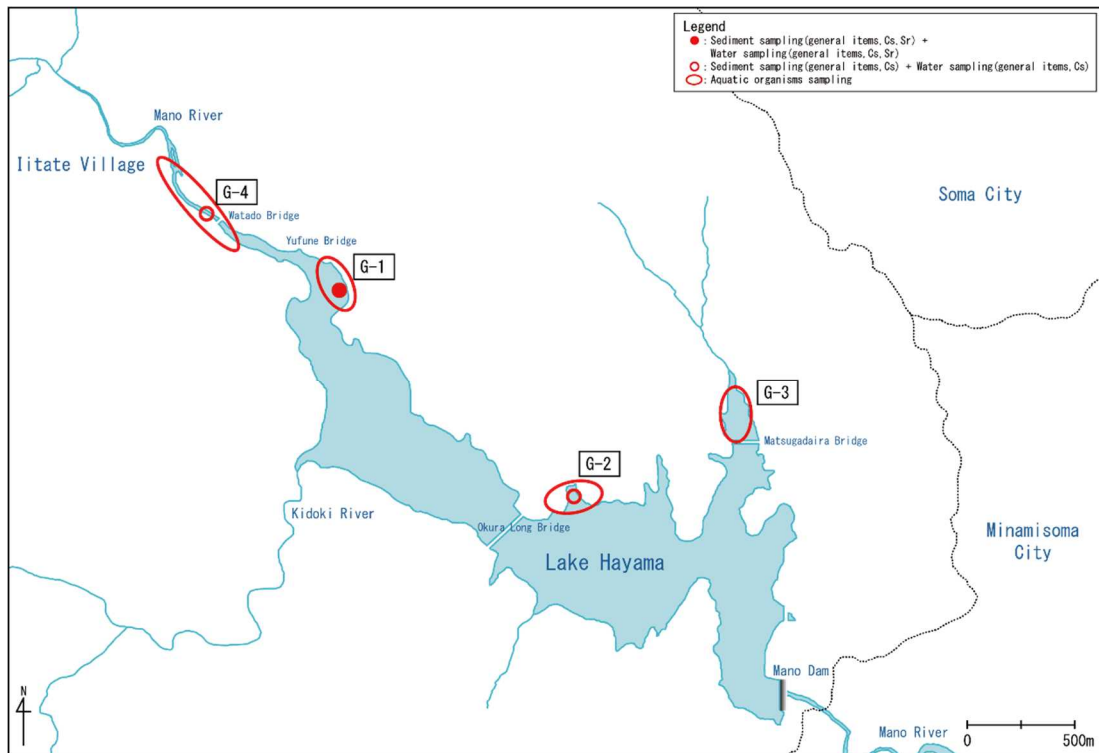 Legend
: Sediment sampling(general items,Cs,Sr) +
Water sampling(general items,Cs,Sr)
: Sediment sampling(general items,Cs) + Water sampling(general items,Cs)
: Aquatic organisms sampling
Mano River
Iitate Village
G-4
Watado Bridge
Yufune Bridge
G-1
Soma City
G-3
Matsugadaira Bridge
G-2
Kidoki River
Okura Long Bridge
Lake Hayama
Minamisoma
City
Mano Dam
N
Mano River
0
500m